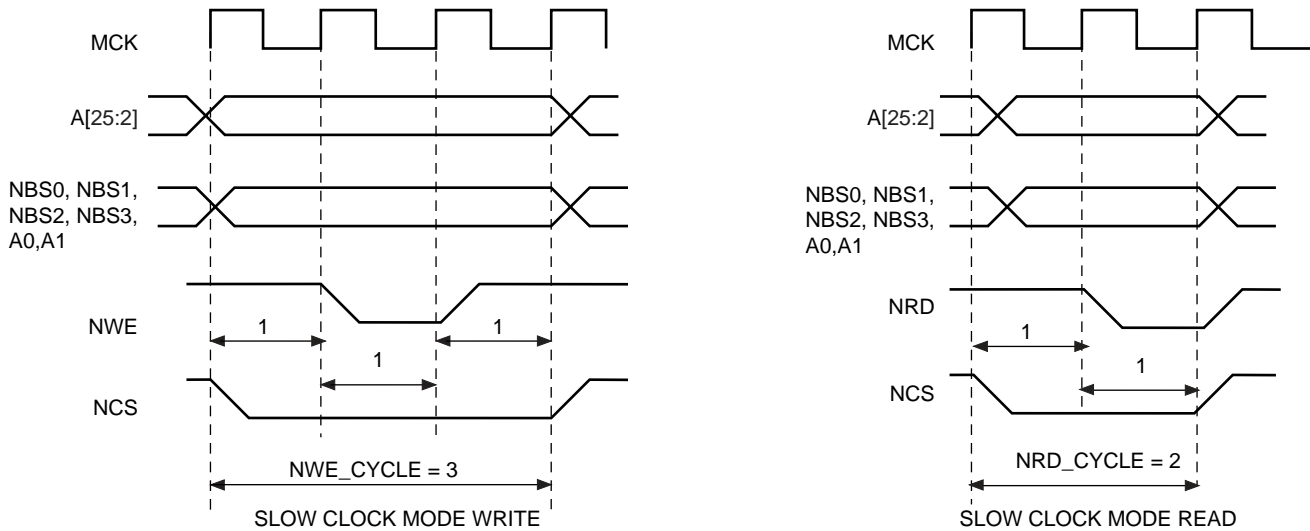 MCK
A[25:2]
NBS0, NBS1,
NBS2, NBS3,
A0,A1
NWE
1
1
1
NCS
NWE_CYCLE = 3
SLOW CLOCK MODE WRITE
MCK
A[25:2]
NBS0, NBS1,
NBS2, NBS3,
A0,A1
NRD
1
1
NCS
NRD_CYCLE = 2
SLOW CLOCK MODE READ